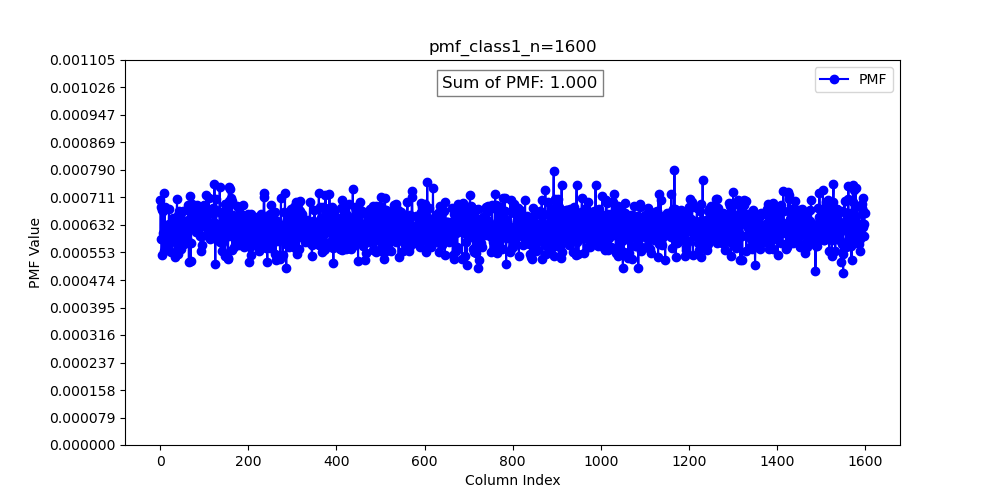 pmf_class1_n=1600
Sum of PMF: 1.000
PMF
PMF Value
0.001105
0.001026
0.000947
0.000869
0.000790
0.000711
0.000632
0.000553
0.000474
0.000395
0.000316
0.000237
0.000158
0.000079
0.000000
0 200 400 600 800 1000 1200 1400 1600
Column Index